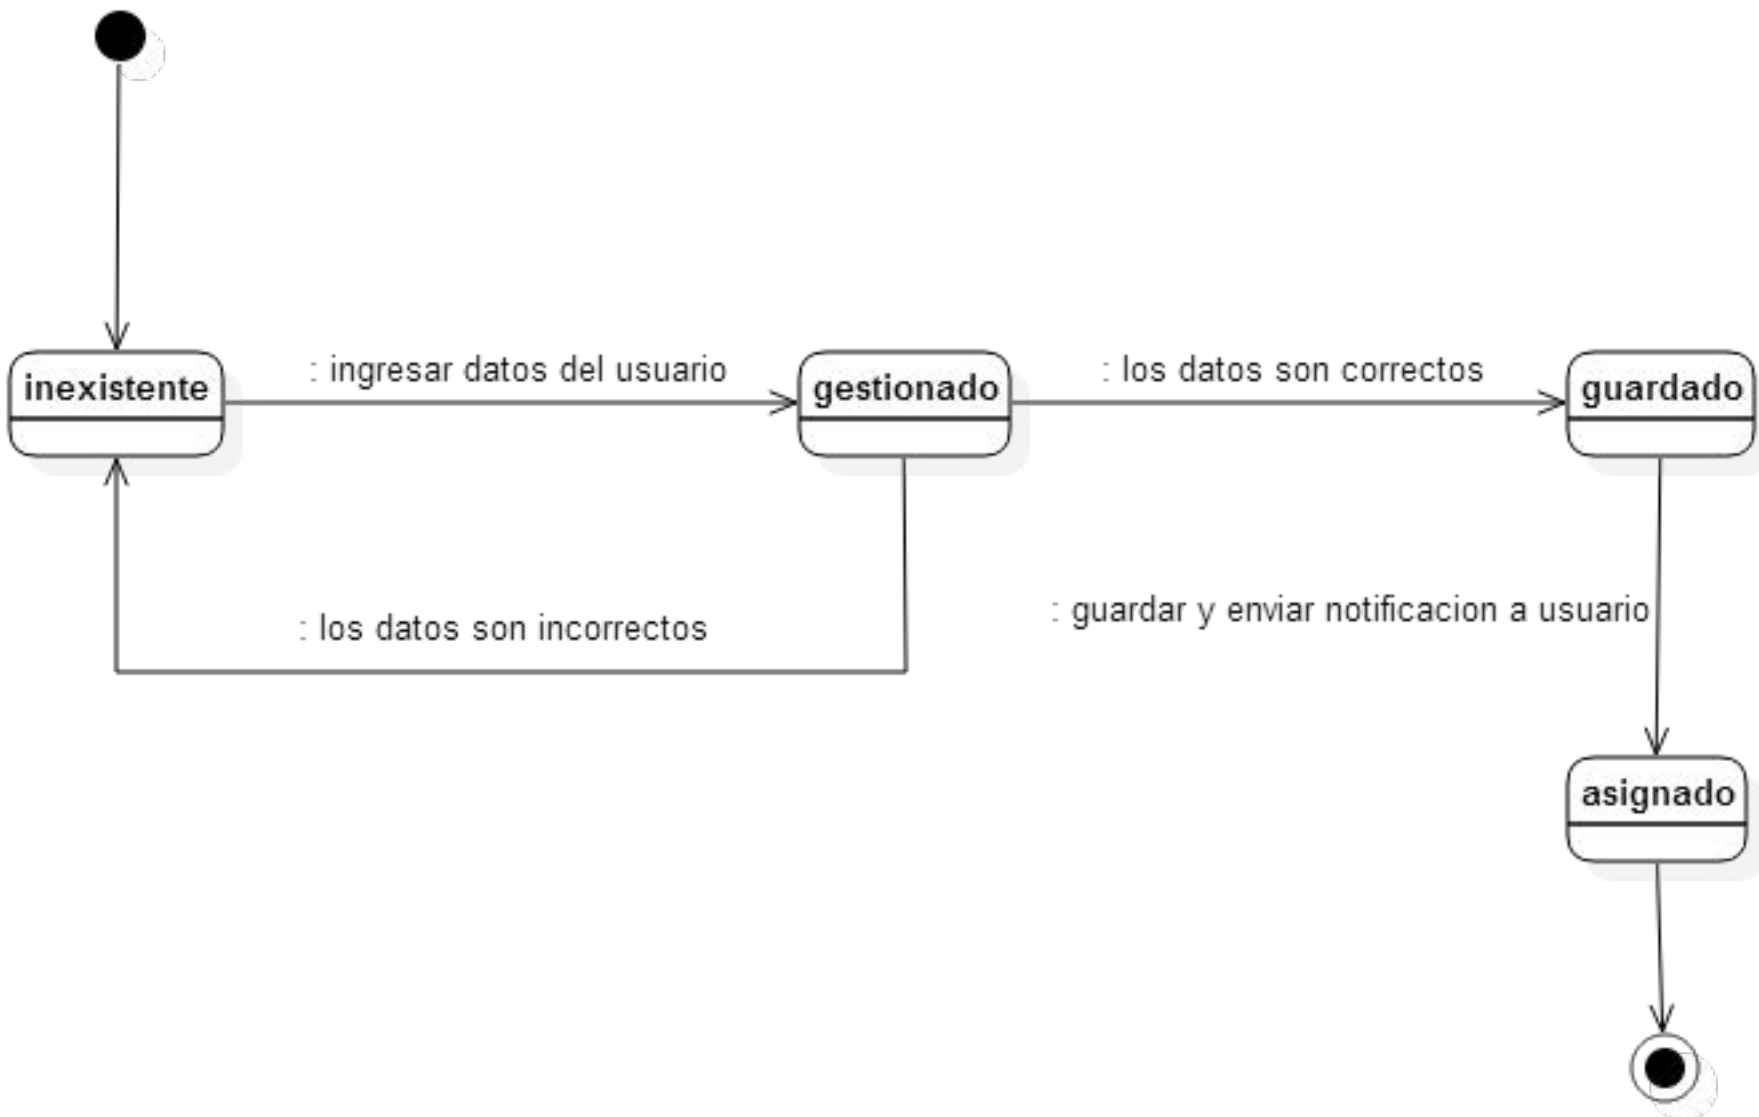 : ingresar datos del usuario
: los datos son correctos
inexistente
gestionado
guardado
: guardar y enviar notificacion a usuario
: los datos son incorrectos
asignado